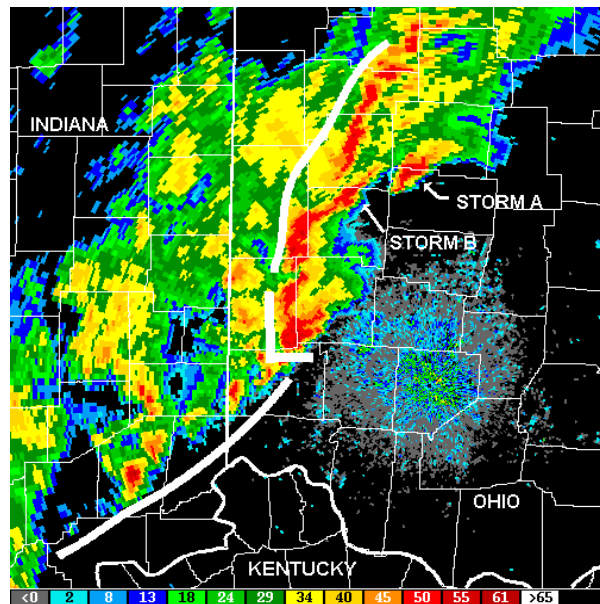 INDIANA
STORM A
STORM B
OHIO
KENTUCKY
<0 2 8 13 18 24 29 34 40 45 50 55 61 >65